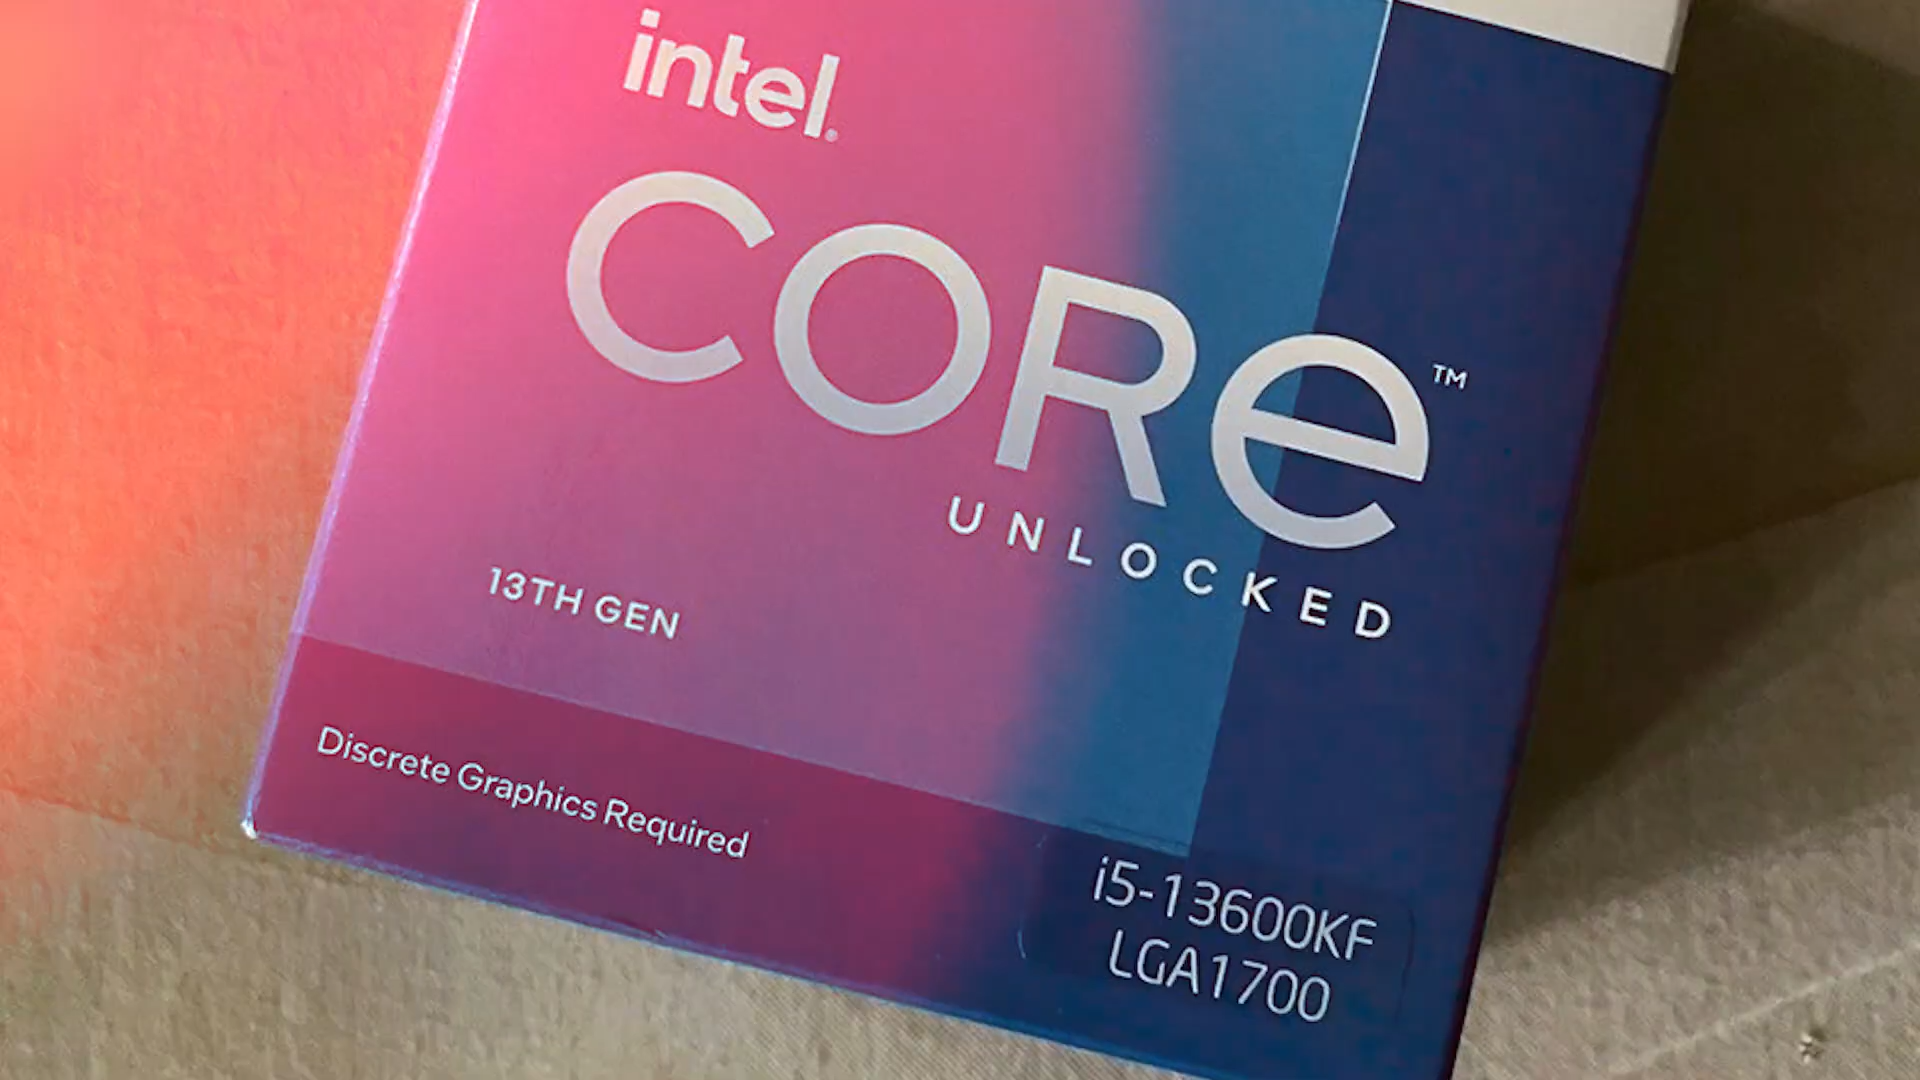 intel®
CORe™
UNLOCKED
13TH GEN
Discrete Graphics Required
i5-13600KF
LGA1700